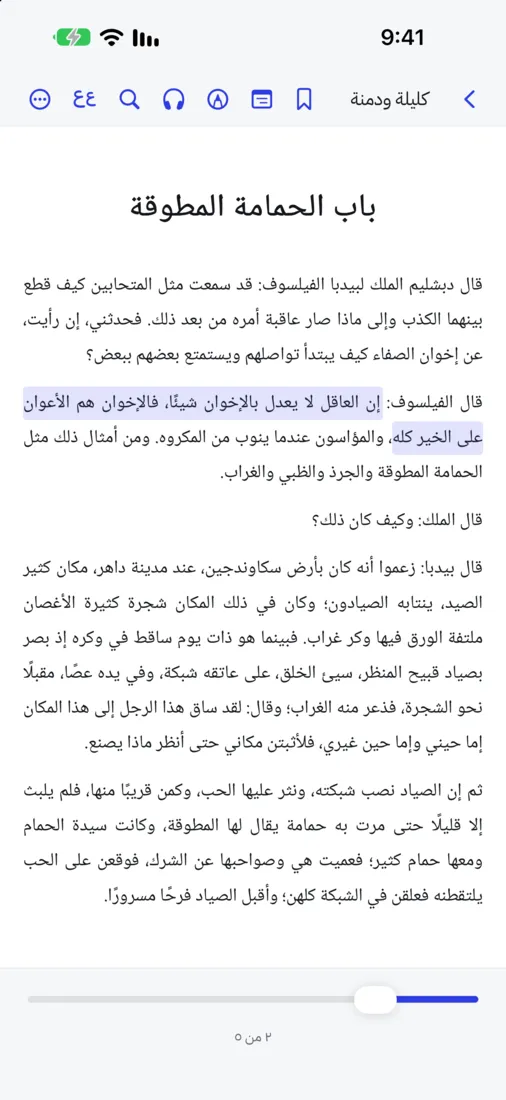 9:41
كليلة ودمنة
عع
باب الحمامة المطوقة
قال دبشليم الملك لبيدبا الفيلسوف: قد سمعت مثل المتحابين كيف قطع
بينهما الكذب وإلى ماذا صار عاقبة أمره من بعد ذلك. فحدثني، إن رأيت،
عن إخوان الصفاء كيف يبتدأ تواصلهم ويستمتع بعضهم ببعض؟
قال الفيلسوف: إن العاقل لا يعدل بالإخوان شيئًا، فالإخوان هم الأعوان
على الخير كله، والمؤاسون عندما ينوب من المكروه. ومن أمثال ذلك مثل
الحمامة المطوقة والجرذ والظبي والغراب.
قال الملك: وكيف كان ذلك؟
قال بيدبا: زعموا أنه كان بأرض سكاوندجين، عند مدينة داهر، مكان كثير
الصيد، ينتابه الصيادون؛ وكان في ذلك المكان شجرة كثيرة الأغصان
ملتفة الورق فيها وكر غراب. فبينما هو ذات يوم ساقط في وكره إذ بصر
بصياد قبيح المنظر، سيئ الخلق، على عاتقه شبكة، وفي يده عصًا، مقبلًا
نحو الشجرة، فذعر منه الغراب؛ وقال: لقد ساق هذا الرجل إلى هذا المكان
إما حيني وإما حين غيري، فلأثبتن مكاني حتى أنظر ماذا يصنع.
ثم إن الصياد نصب شبكته، ونثر عليها الحب، وكمن قريبًا منها، فلم يلبث
إلا قليلًا حتى مرت به حمامة يقال لها المطوقة، وكانت سيدة الحمام
ومعها حمام كثير؛ فعميت هي وصواحبها عن الشرك، فوقعن على الحب
يلتقطنه فعلقن في الشبكة كلهن؛ وأقبل الصياد فرحًا مسرورًا.
٢ من ٥